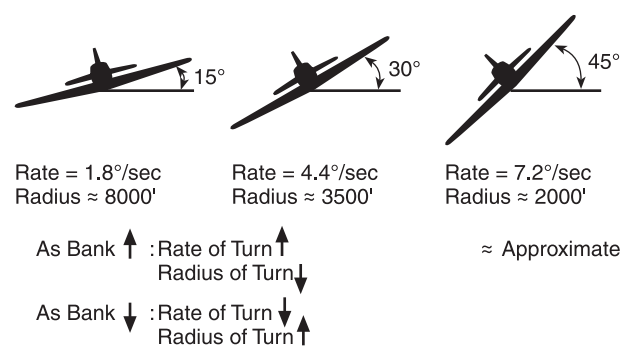 15°
30°
45°
Rate = 1.8°/sec
Radius ≈ 8000'
Rate = 4.4°/sec
Radius ≈ 3500'
Rate = 7.2°/sec
Radius ≈ 2000'
As Bank ↑ : Rate of Turn ↑
Radius of Turn ↓
≈ Approximate
As Bank ↓ : Rate of Turn ↓
Radius of Turn ↑